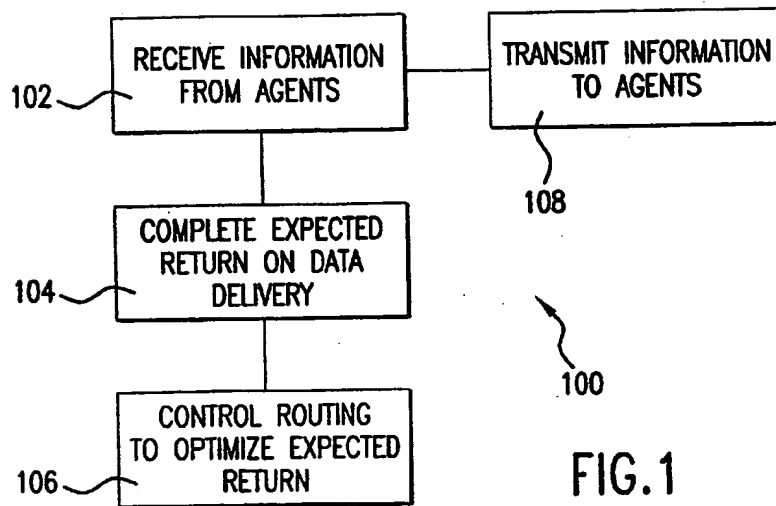 RECEIVE INFORMATION
FROM AGENTS
102
TRANSMIT INFORMATION
TO AGENTS
108
COMPLETE EXPECTED
RETURN ON DATA
DELIVERY
104
100
CONTROL ROUTING
TO OPTIMIZE EXPECTED
RETURN
106
FIG.1